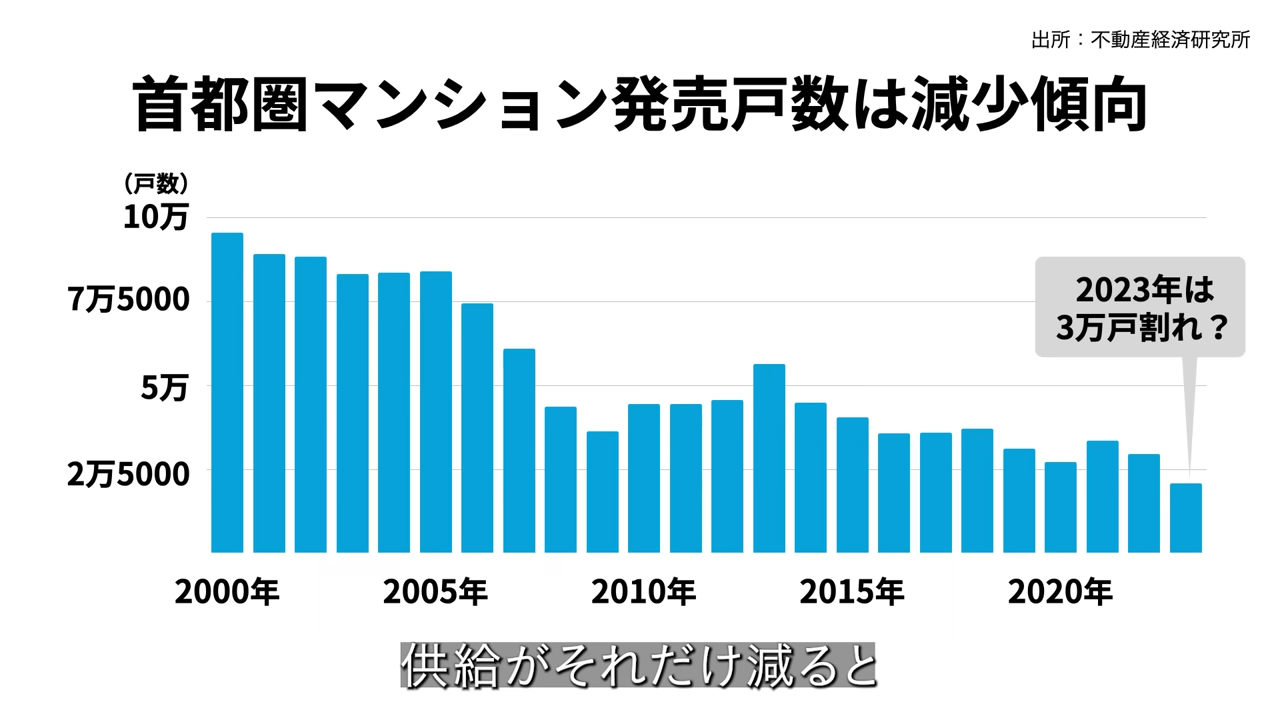 出所：不動産経済研究所
首都圏マンション発売戸数は減少傾向
（戸数）
10万
7万5000
5万
2万5000
2023年は
3万戸割れ？
2000年
2005年
2010年
2015年
2020年
供給がそれだけ減ると